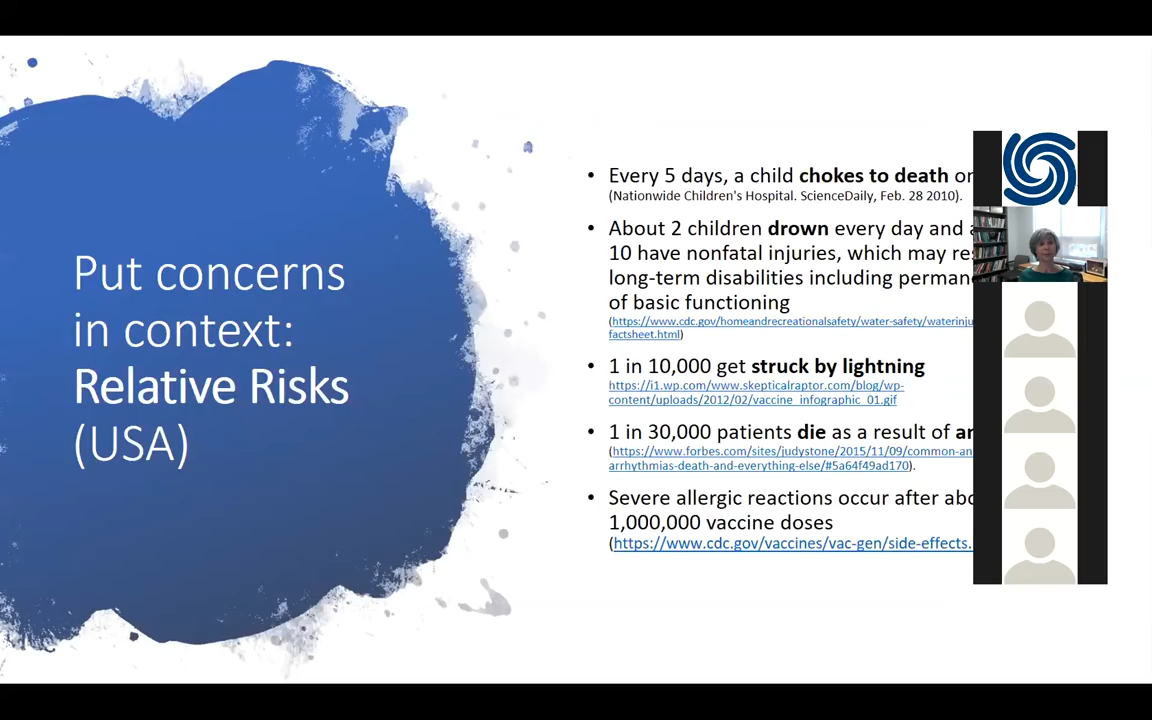 Put concerns
in context:
Relative Risks
(USA)
• Every 5 days, a child chokes to death
(Nationwide Children's Hospital. ScienceDaily, Feb. 28 2010).
• About 2 children drown every day and
10 have nonfatal injuries, which may
long-term disabilities including
of basic functioning
(https://www.cdc.gov/homeandrecreationalsafety/water-safety/waterinju
factsheet.html)
• 1 in 10,000 get struck by lightning
https://i1.wp.com/www.skepticalraptor.com/blog/wp-
content/uploads/2012/02/vaccine_infographic_01.gif
• 1 in 30,000 patients die as a result of
(https://www.forbes.com/sites/judystone/2015/11/09/common-an
arrhythmias-death-and-everything-else/#5a64f49ad170).
• Severe allergic reactions occur after
1,000,000 vaccine doses
(https://www.cdc.gov/vaccines/vac-gen/side-effects.